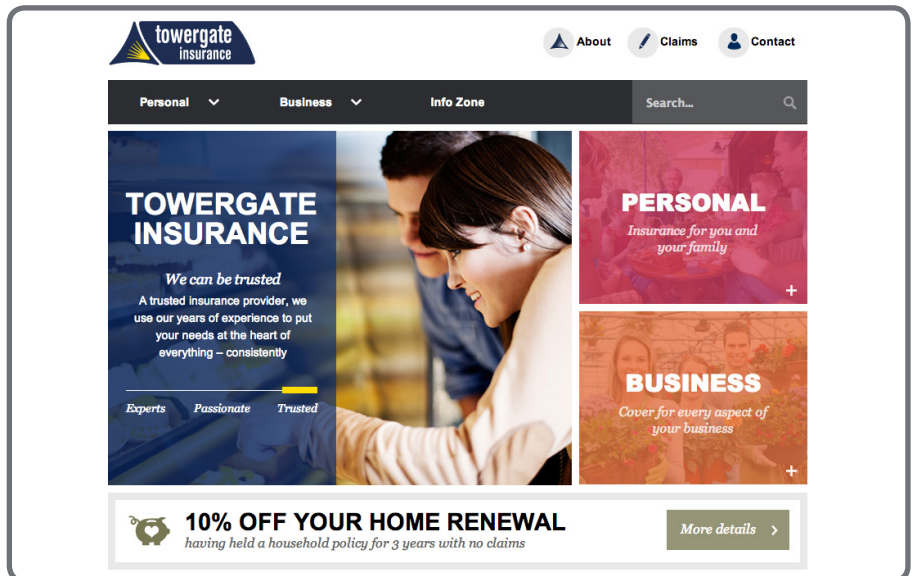 towergate
insurance
About
Claims
Contact
Personal
Business
Info Zone
Search...
TOWERGATE
INSURANCE
We can be trusted
A trusted insurance provider, we
use our years of experience to put
your needs at the heart of
everything – consistently
Experts
Passionate
Trusted
PERSONAL
Insurance for you and
your family
+
BUSINESS
Cover for every aspect of
your business
+
10% OFF YOUR HOME RENEWAL
having held a household policy for 3 years with no claims
More details